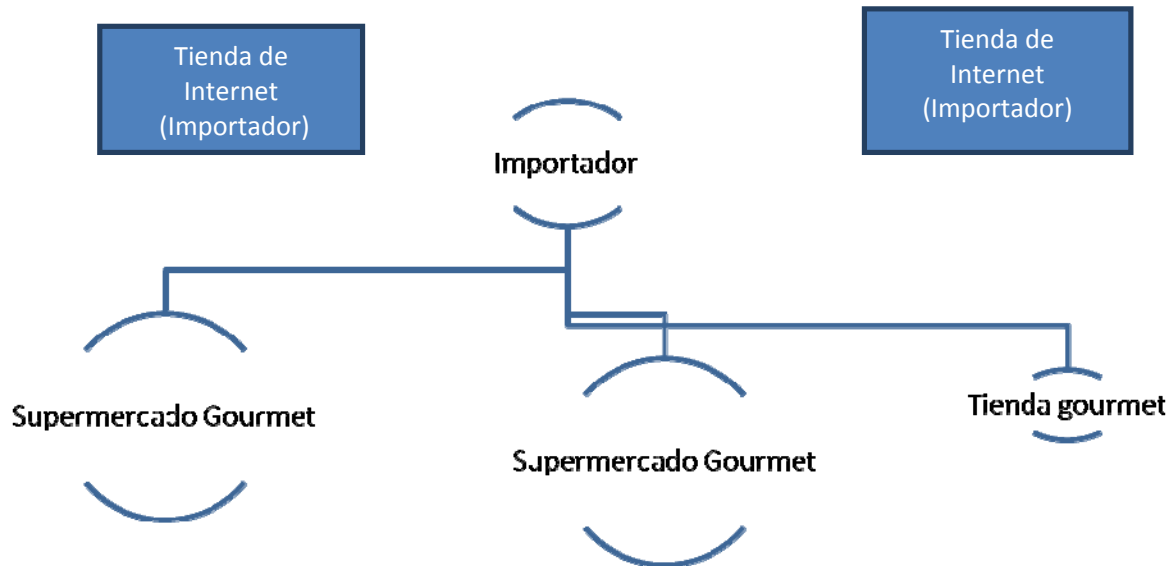 Tienda de
Internet
(Importador)
Tienda de
Internet
(Importador)
Importador
Supermercado Gourmet
Supermercado Gourmet
Tienda gourmet